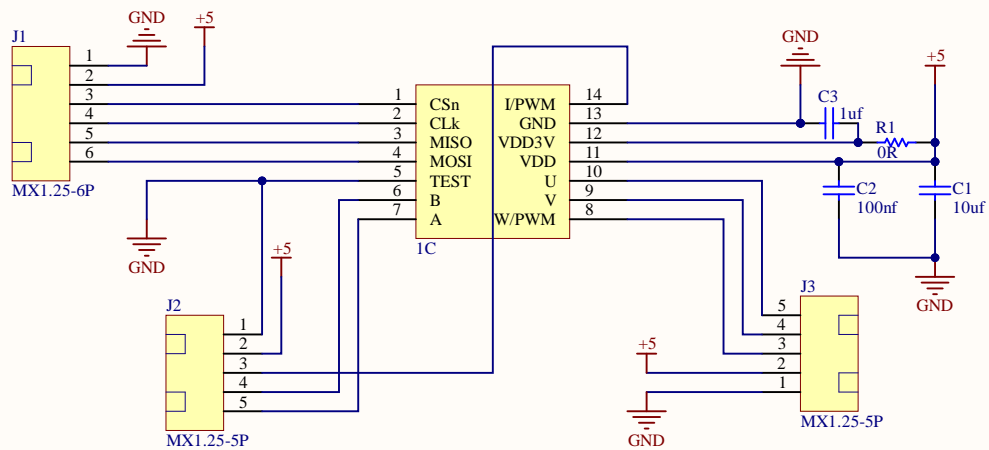 J1
GND
+5
1
2
3
4
5
6
MX1.25-6P
1 CSn
2 CLk
3 MISO
4 MOSI
5 TEST
6 B
7 A
I/PWM 14
GND 13
VDD3V 12
VDD 11
U 10
V 9
W/PWM 8
1C
GND
C3
1uf
R1
0R
+5
C2
100nf
C1
10uf
GND
GND
+5
J2
1
2
3
4
5
MX1.25-5P
J3
5
4
3
2
1
MX1.25-5P
+5
GND